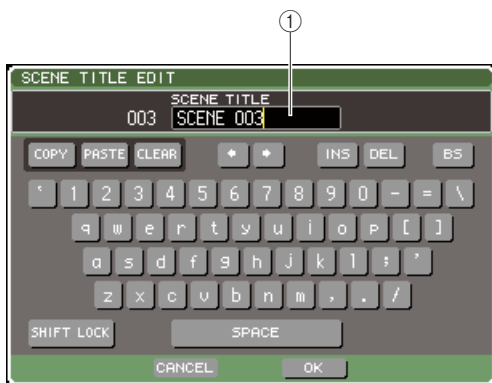 ①
SCENE TITLE EDIT
SCENE TITLE
003 SCENE 003
COPY PASTE CLEAR INS DEL BS
` 1 2 3 4 5 6 7 8 9 0 - = \
q w e r t y u i o p [ ]
a s d f g h j k l ; '
z x c v b n m , . /
SHIFT LOCK SPACE
CANCEL OK